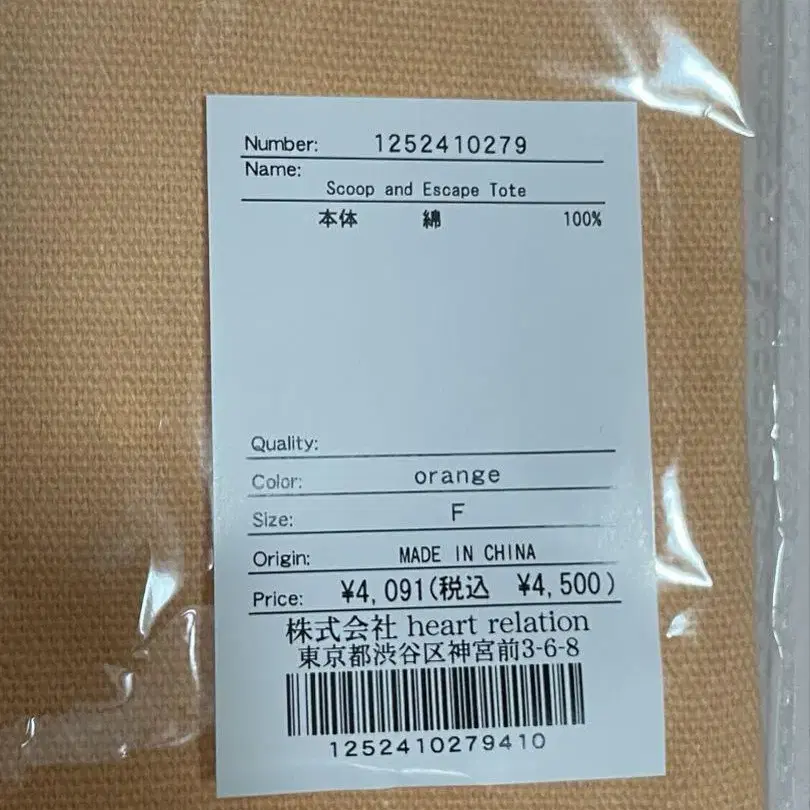 Number: 1252410279
Name:
Scoop and Escape Tote
本体 綿 100%
Quality:
Color: orange
Size: F
Origin: MADE IN CHINA
Price: ¥4,091(税込 ¥4,500)
株式会社 heart relation
東京都渋谷区神宮前3-6-8
1252410279410